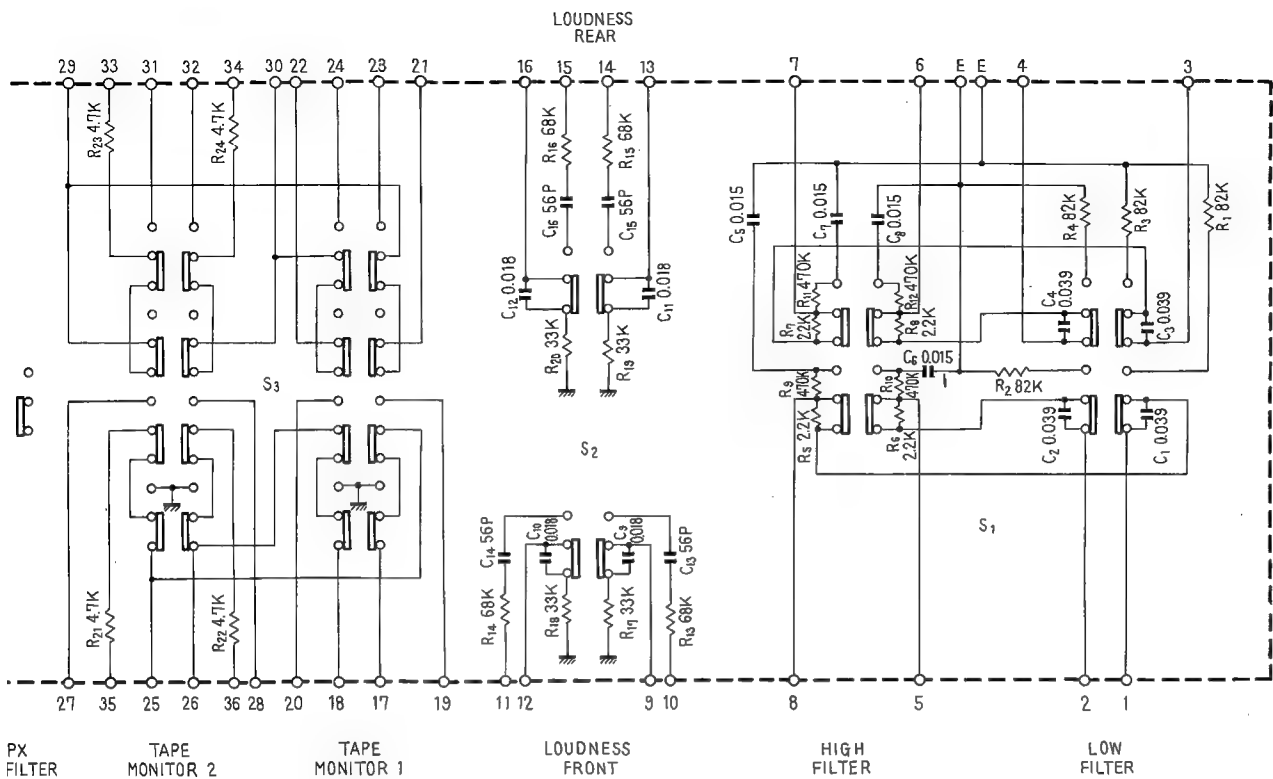 LOUDNESS
REAR
29 33 31 32 34 30 22 24 23 21 16 15 14 13 7 6 E E 4 3
R23 4.7K
R24 4.7K
R16 68K
R15 68K
C16 56P
C15 56P
C5 0.015
C7 0.015
C8 0.015
R4 82K
R3 82K
R1 82K
C12 0.018
C11 0.018
R11 470K
R12 470K
R7 22K
R8 2.2K
C4 0.039
C3 0.039
R20 33K
R19 33K
C6 0.015
R2 82K
S3
R9 470K
R10 470K
R5 2.2K
R6 2.2K
C2 0.039
C1 0.039
S2
S1
C14 56P
C10 0.018
C9 0.018
C13 56P
R21 4.7K
R22 4.7K
R14 68K
R18 33K
R17 33K
R13 68K
27 35 25 26 36 28 20 18 17 19 11 12 9 10 8 5 2 1
PX
FILTER
TAPE
MONITOR 2
TAPE
MONITOR 1
LOUDNESS
FRONT
HIGH
FILTER
LOW
FILTER